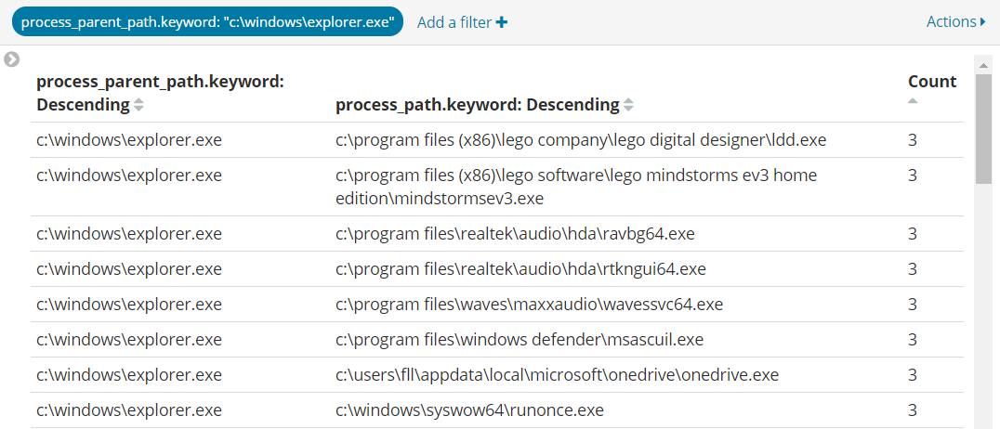 process_parent_path.keyword: "c:\windows\explorer.exe" Add a filter + Actions
process_parent_path.keyword: Descending process_path.keyword: Descending Count
c:\windows\explorer.exe c:\program files (x86)\lego company\lego digital designer\ldd.exe 3
c:\windows\explorer.exe c:\program files (x86)\lego software\lego mindstorms ev3 home 3
edition\mindstormsev3.exe
c:\windows\explorer.exe c:\program files\realtek\audio\hda\ravbg64.exe 3
c:\windows\explorer.exe c:\program files\realtek\audio\hda\rtkngui64.exe 3
c:\windows\explorer.exe c:\program files\waves\maxxaudio\wavessvc64.exe 3
c:\windows\explorer.exe c:\program files\windows defender\msascuil.exe 3
c:\windows\explorer.exe c:\users\fll\appdata\local\microsoft\onedrive\onedrive.exe 3
c:\windows\explorer.exe c:\windows\syswow64\runonce.exe 3